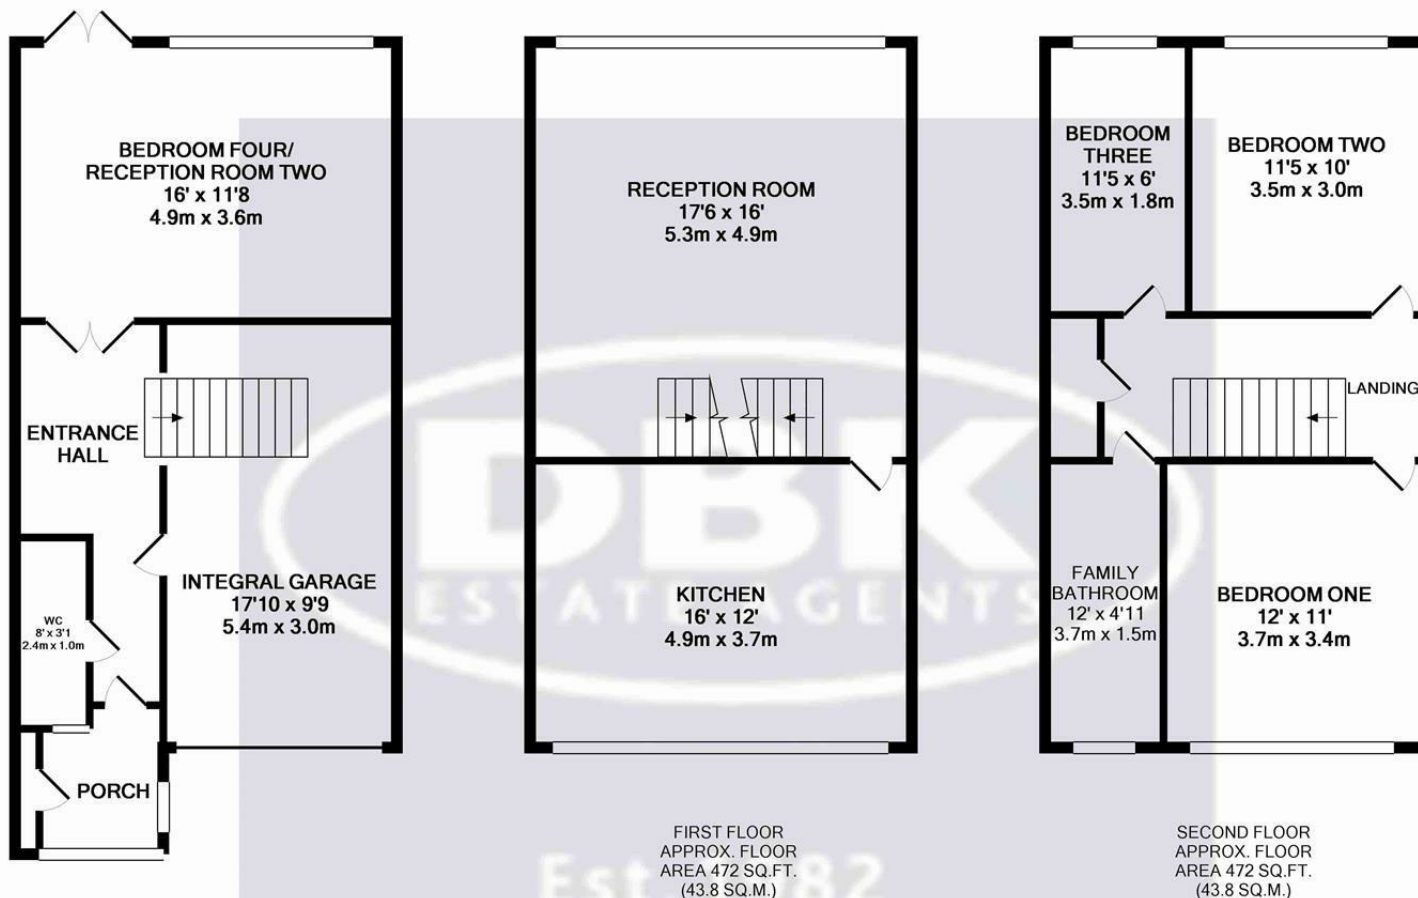 BEDROOM FOUR/
RECEPTION ROOM TWO
16' x 11'8
4.9m x 3.6m
ENTRANCE
HALL
INTEGRAL GARAGE
17'10 x 9'9
5.4m x 3.0m
WC
8' x 3'1
2.4m x 1.0m
PORCH
RECEPTION ROOM
17'6 x 16'
5.3m x 4.9m
KITCHEN
16' x 12'
4.9m x 3.7m
FIRST FLOOR
APPROX. FLOOR
AREA 472 SQ.FT.
(43.8 SQ.M.)
BEDROOM
THREE
11'5 x 6'
3.5m x 1.8m
BEDROOM TWO
11'5 x 10'
3.5m x 3.0m
LANDING
FAMILY
BATHROOM
12' x 4'11
3.7m x 1.5m
BEDROOM ONE
12' x 11'
3.7m x 3.4m
SECOND FLOOR
APPROX. FLOOR
AREA 472 SQ.FT.
(43.8 SQ.M.)
DBK
ESTATE AGENTS
Est.